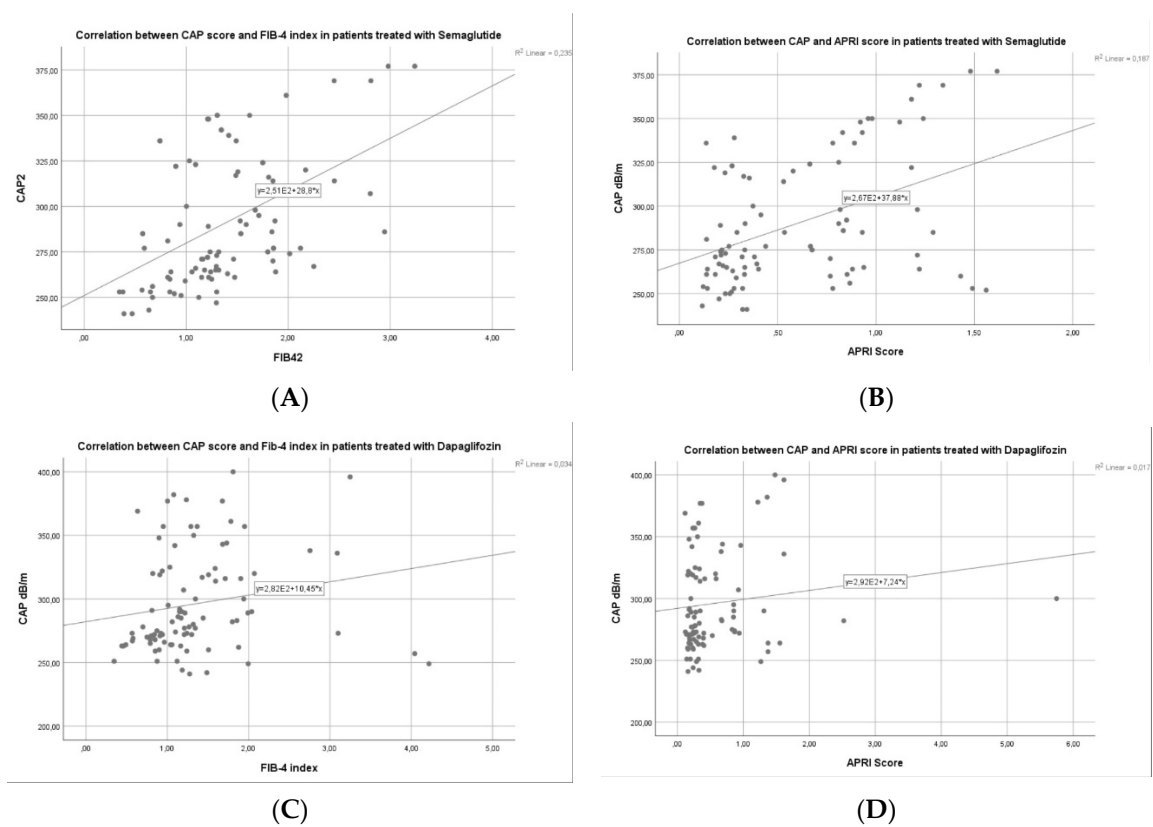 Correlation between CAP score and FIB-4 index in patients treated with Semaglutide
R² Linear = 0,235
375,00
350,00
325,00
300,00
275,00
250,00
CAP2
y=2,51E2+28,8*x
,00 1,00 2,00 3,00 4,00
FIB42
(A)
Correlation between CAP and APRI score in patients treated with Semaglutide
R² Linear = 0,187
375,00
350,00
325,00
300,00
275,00
250,00
CAP dB/m
y=2,67E2+37,88*x
,00 ,50 1,00 1,50 2,00
APRI Score
(B)
Correlation between CAP score and Fib-4 index in patients treated with Dapaglifozin
R² Linear = 0,034
400,00
350,00
300,00
250,00
200,00
CAP dB/m
y=2,82E2+10,45*x
,00 1,00 2,00 3,00 4,00 5,00
FIB-4 index
(C)
Correlation between CAP and APRI score in patients treated with Dapaglifozin
R² Linear = 0,017
400,00
350,00
300,00
250,00
200,00
CAP dB/m
y=2,92E2+7,24*x
,00 1,00 2,00 3,00 4,00 5,00 6,00
APRI Score
(D)